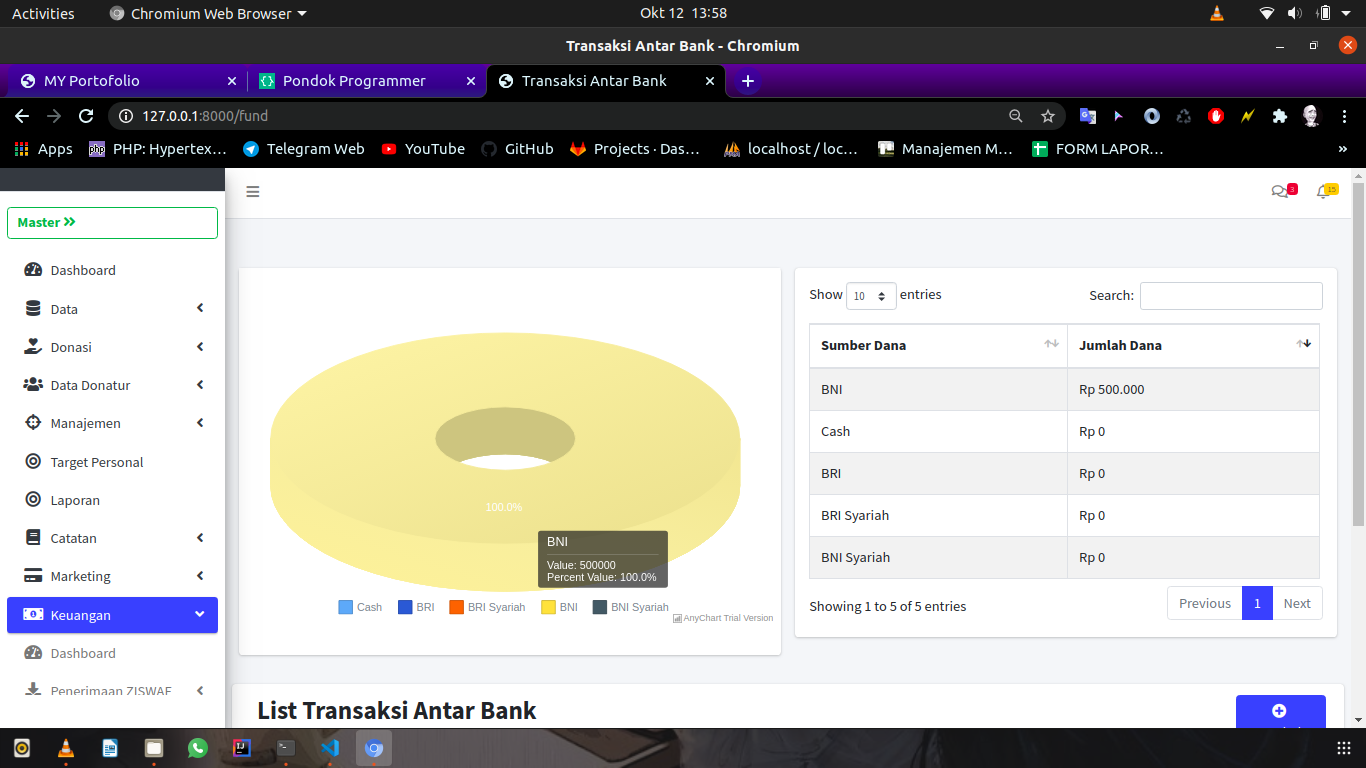 Activities
Chromium Web Browser
Okt 12 13:58
Transaksi Antar Bank - Chromium
MY Portofolio
Pondok Programmer
Transaksi Antar Bank
127.0.0.1:8000/fund
Apps
php PHP: Hypertex…
Telegram Web
YouTube
GitHub
Projects · Das…
localhost / loc…
Manajemen M…
FORM LAPOR…
»
3
15
Master
Dashboard
Data
Donasi
Data Donatur
Manajemen
Target Personal
Laporan
Catatan
Marketing
Keuangan
Dashboard
Penerimaan ZISWAF
100.0%
BNI
Value: 500000
Percent Value: 100.0%
Cash BRI BRI Syariah BNI BNI Syariah
AnyChart Trial Version
Show 10 entries
Search:
Sumber Dana Jumlah Dana
BNI Rp 500.000
Cash Rp 0
BRI Rp 0
BRI Syariah Rp 0
BNI Syariah Rp 0
Showing 1 to 5 of 5 entries
Previous 1 Next
List Transaksi Antar Bank